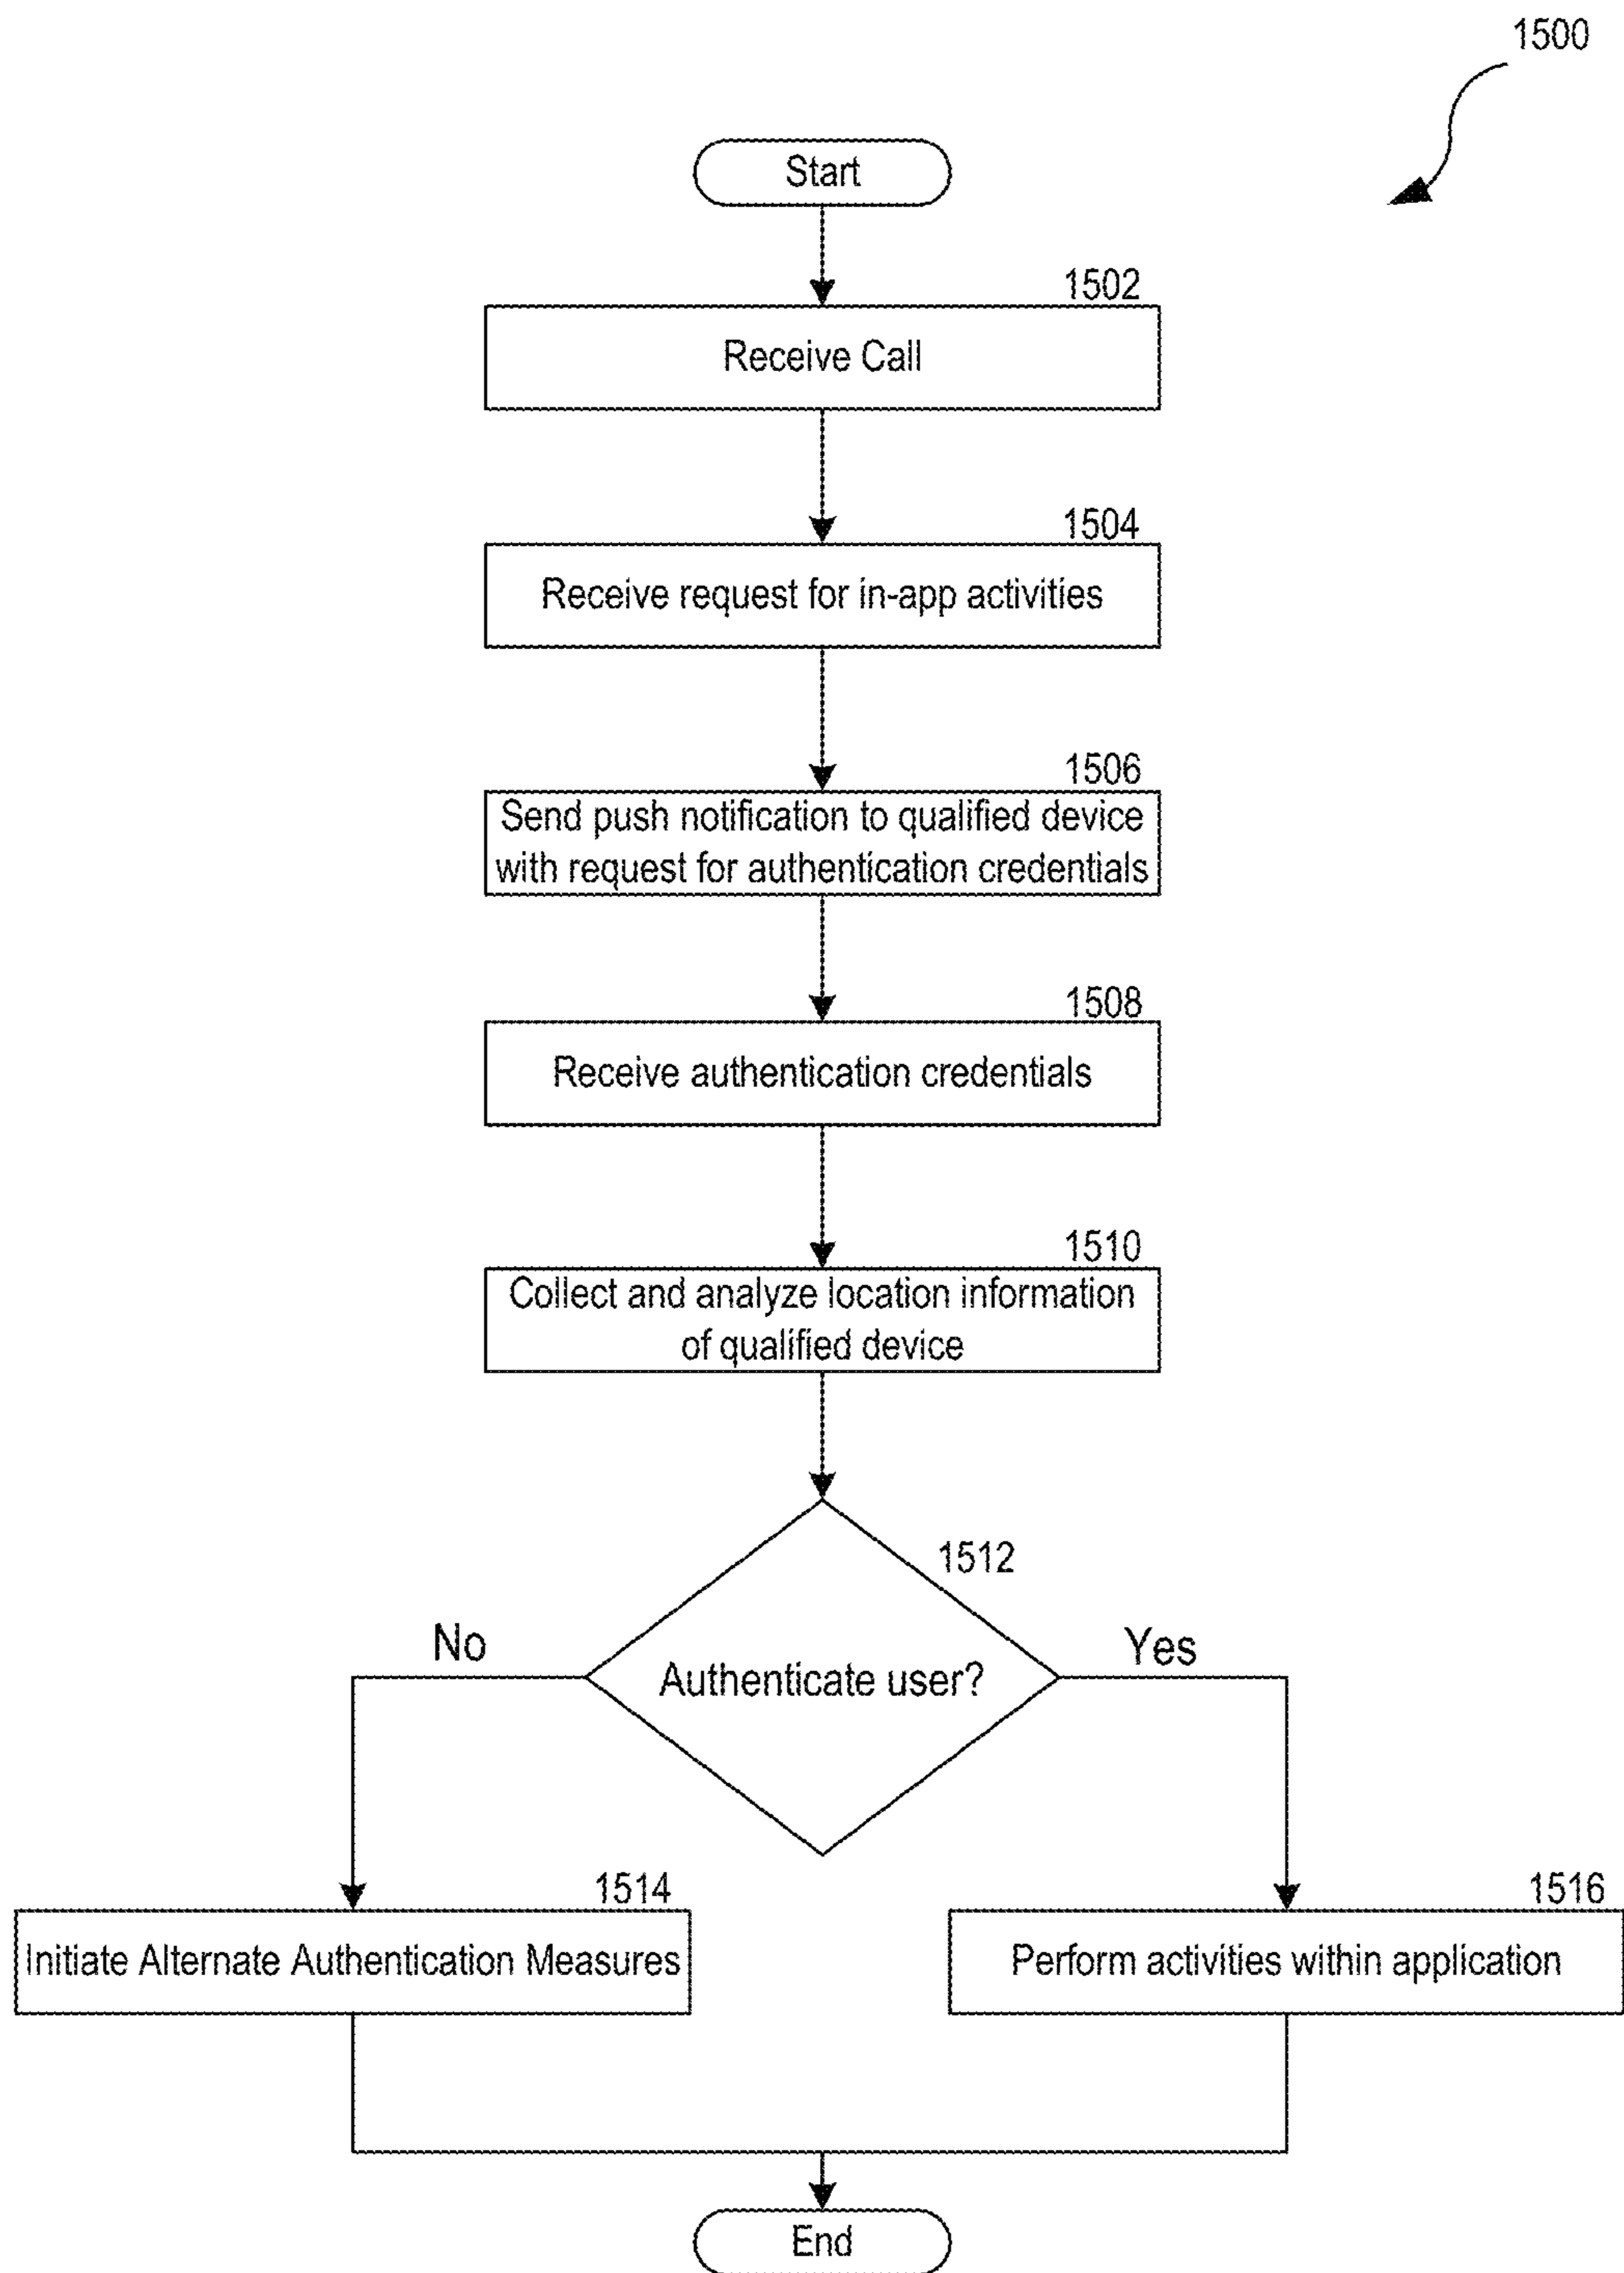 1500
Start
1502
Receive Call
1504
Receive request for in-app activities
1506
Send push notification to qualified device
with request for authentication credentials
1508
Receive authentication credentials
1510
Collect and analyze location information
of qualified device
1512
No
Yes
Authenticate user?
1514
Initiate Alternate Authentication Measures
1516
Perform activities within application
End